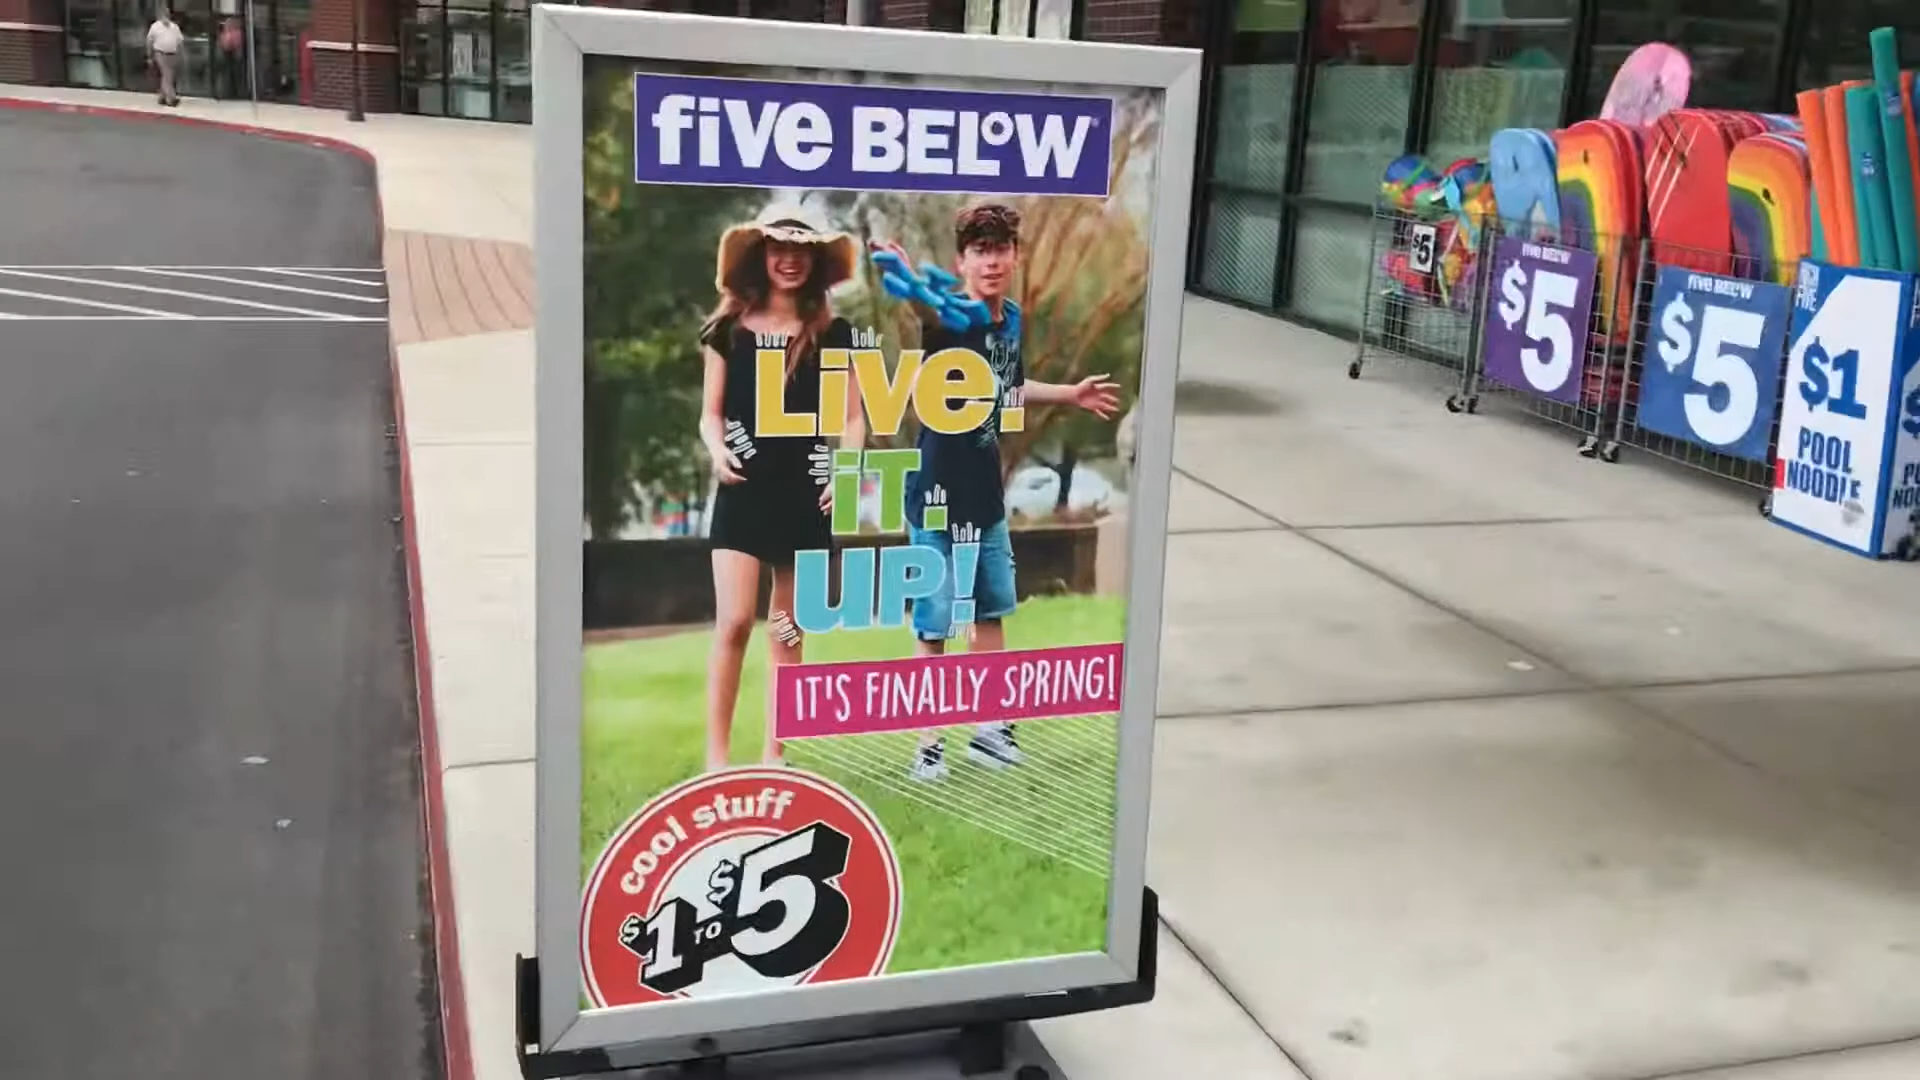 five BELOW
Live.
it.
up!
IT'S FINALLY SPRING!
cool stuff
$1 TO $5
$5
five BELOW
$5
five BELOW
$5
$1
POOL
NOODLE